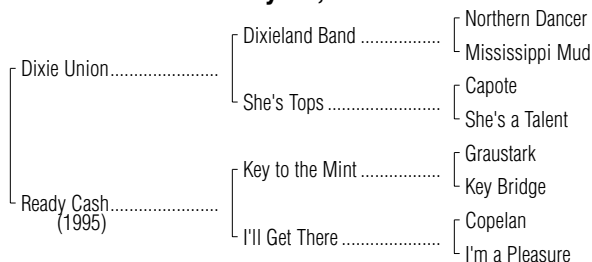 Northern Dancer
Dixieland Band ..................
Mississippi Mud
Dixie Union........................
Capote
She's Tops .........................
She's a Talent
Graustark
Key to the Mint ..................
Key Bridge
Ready Cash........................
(1995)
Copelan
I'll Get There ......................
I'm a Pleasure